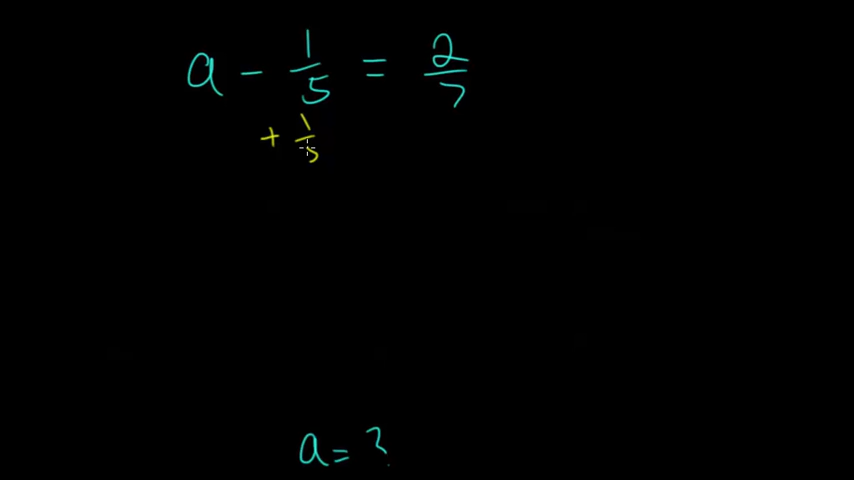 a - 1/5 = 2/7
+ 1/5
a = ?